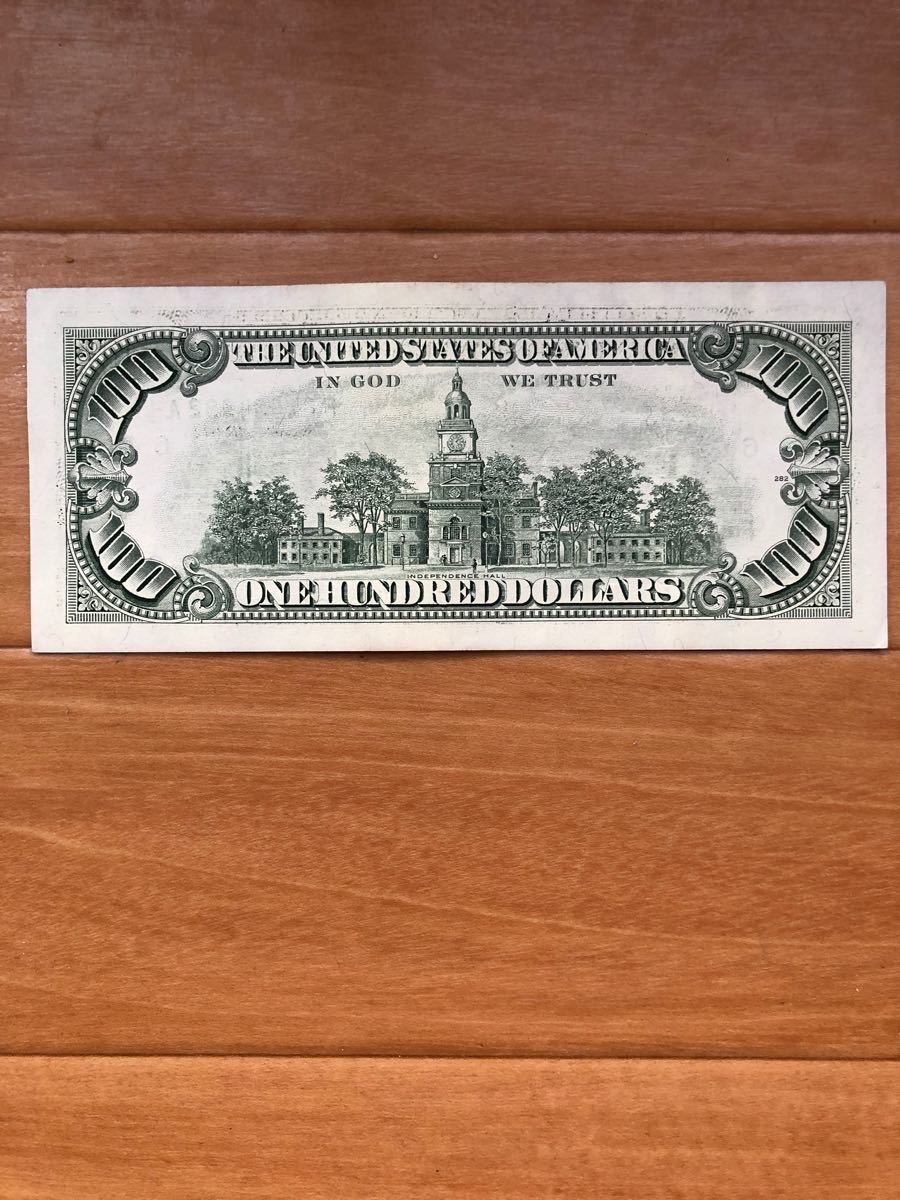 THE UNITED STATES OF AMERICA
IN GOD WE TRUST
100 100
282
INDEPENDENCE HALL
100 100
ONE HUNDRED DOLLARS